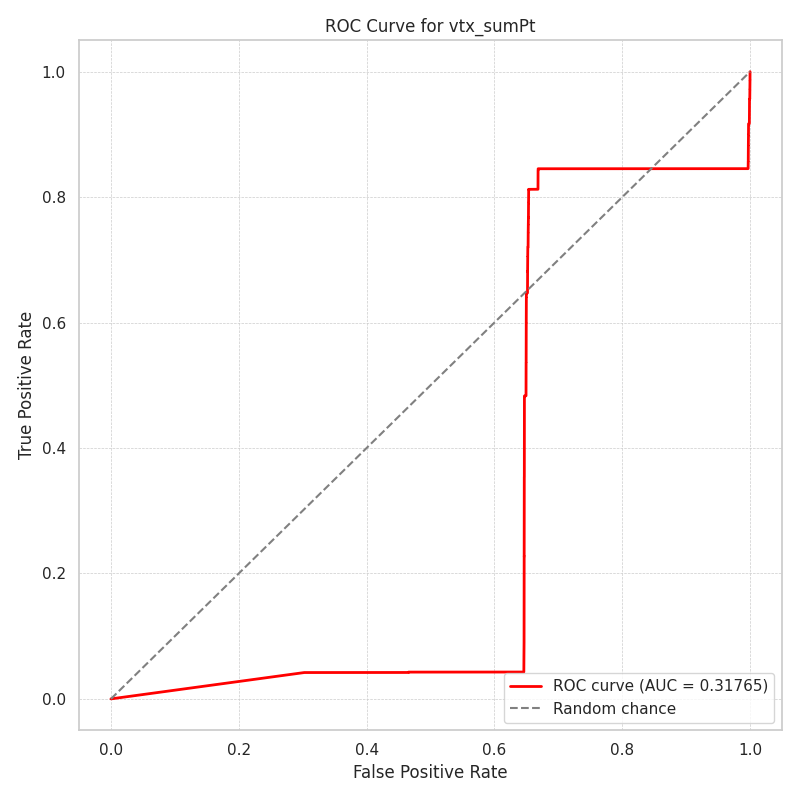 ROC Curve for vtx_sumPt
1.0
0.8
0.6
0.4
0.2
0.0
True Positive Rate
ROC curve (AUC = 0.31765)
Random chance
0.0 0.2 0.4 0.6 0.8 1.0
False Positive Rate